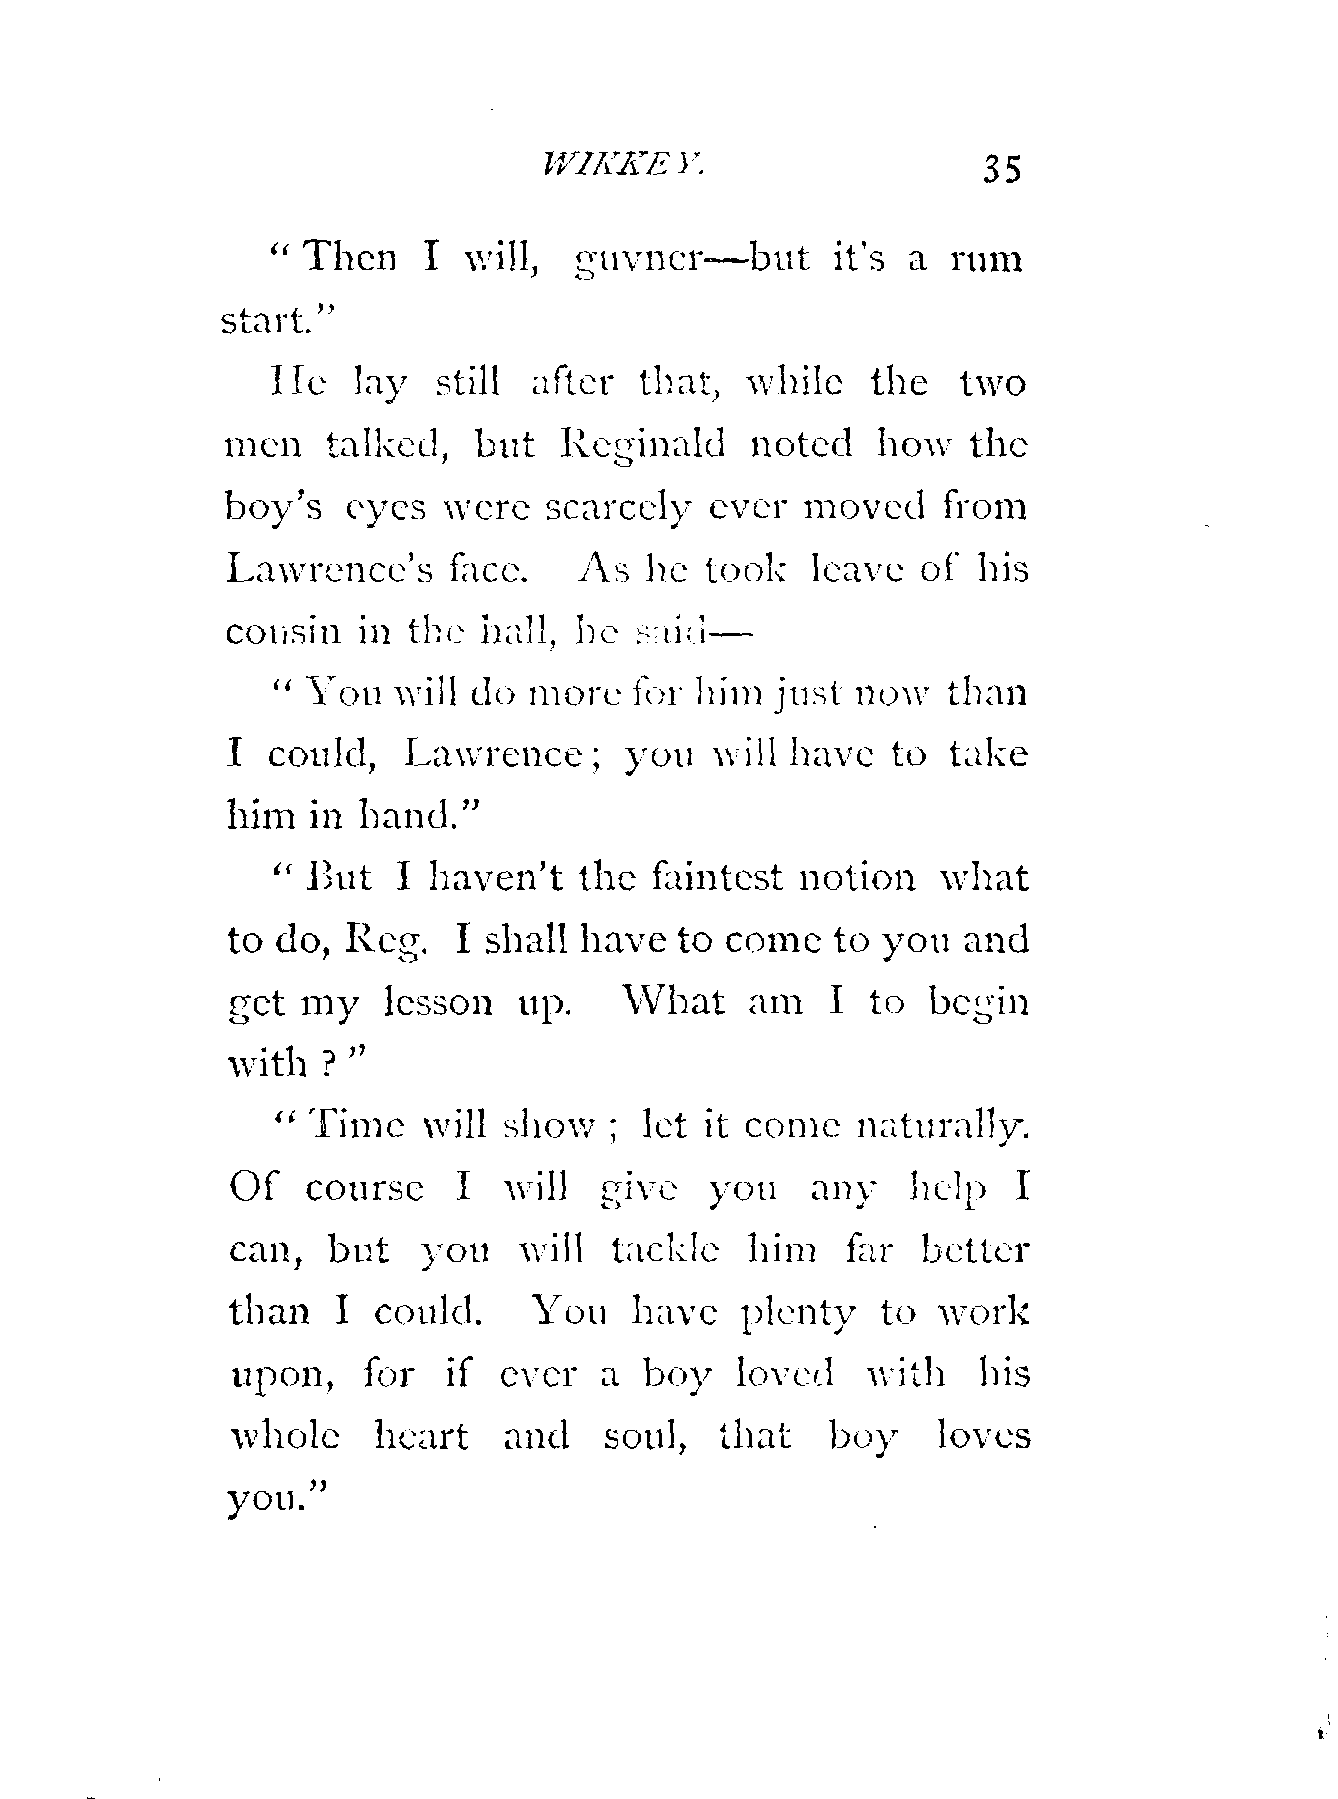 WIKKEY. 35
“ Then I will, guvner—but it's a rum
start.”
He lay still after that, while the two
men talked, but Reginald noted how the
boy's eyes were scarcely ever moved from
Lawrence's face. As he took leave of his
cousin in the hall, he said—
“ You will do more for him just now than
I could, Lawrence ; you will have to take
him in hand.”
“ But I haven't the faintest notion what
to do, Reg. I shall have to come to you and
get my lesson up. What am I to begin
with ? ”
“ Time will show ; let it come naturally.
Of course I will give you any help I
can, but you will tackle him far better
than I could. You have plenty to work
upon, for if ever a boy loved with his
whole heart and soul, that boy loves
you.”